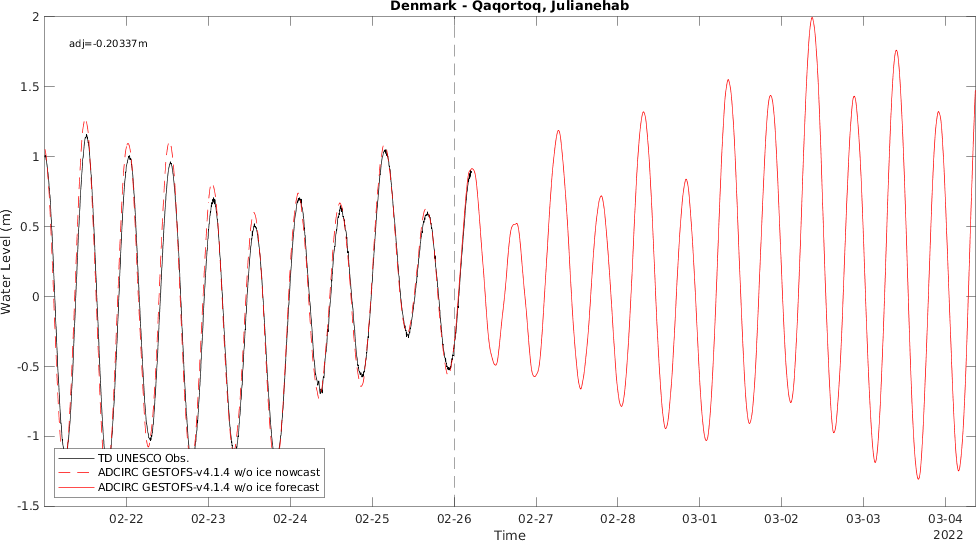 Denmark - Qaqortoq, Julianehab
adj=-0.20337m
2
1.5
1
0.5
0
-0.5
-1
-1.5
Water Level (m)
TD UNESCO Obs.
ADCIRC GESTOFS-v4.1.4 w/o ice nowcast
ADCIRC GESTOFS-v4.1.4 w/o ice forecast
02-22 02-23 02-24 02-25 02-26 02-27 02-28 03-01 03-02 03-03 03-04
Time
2022